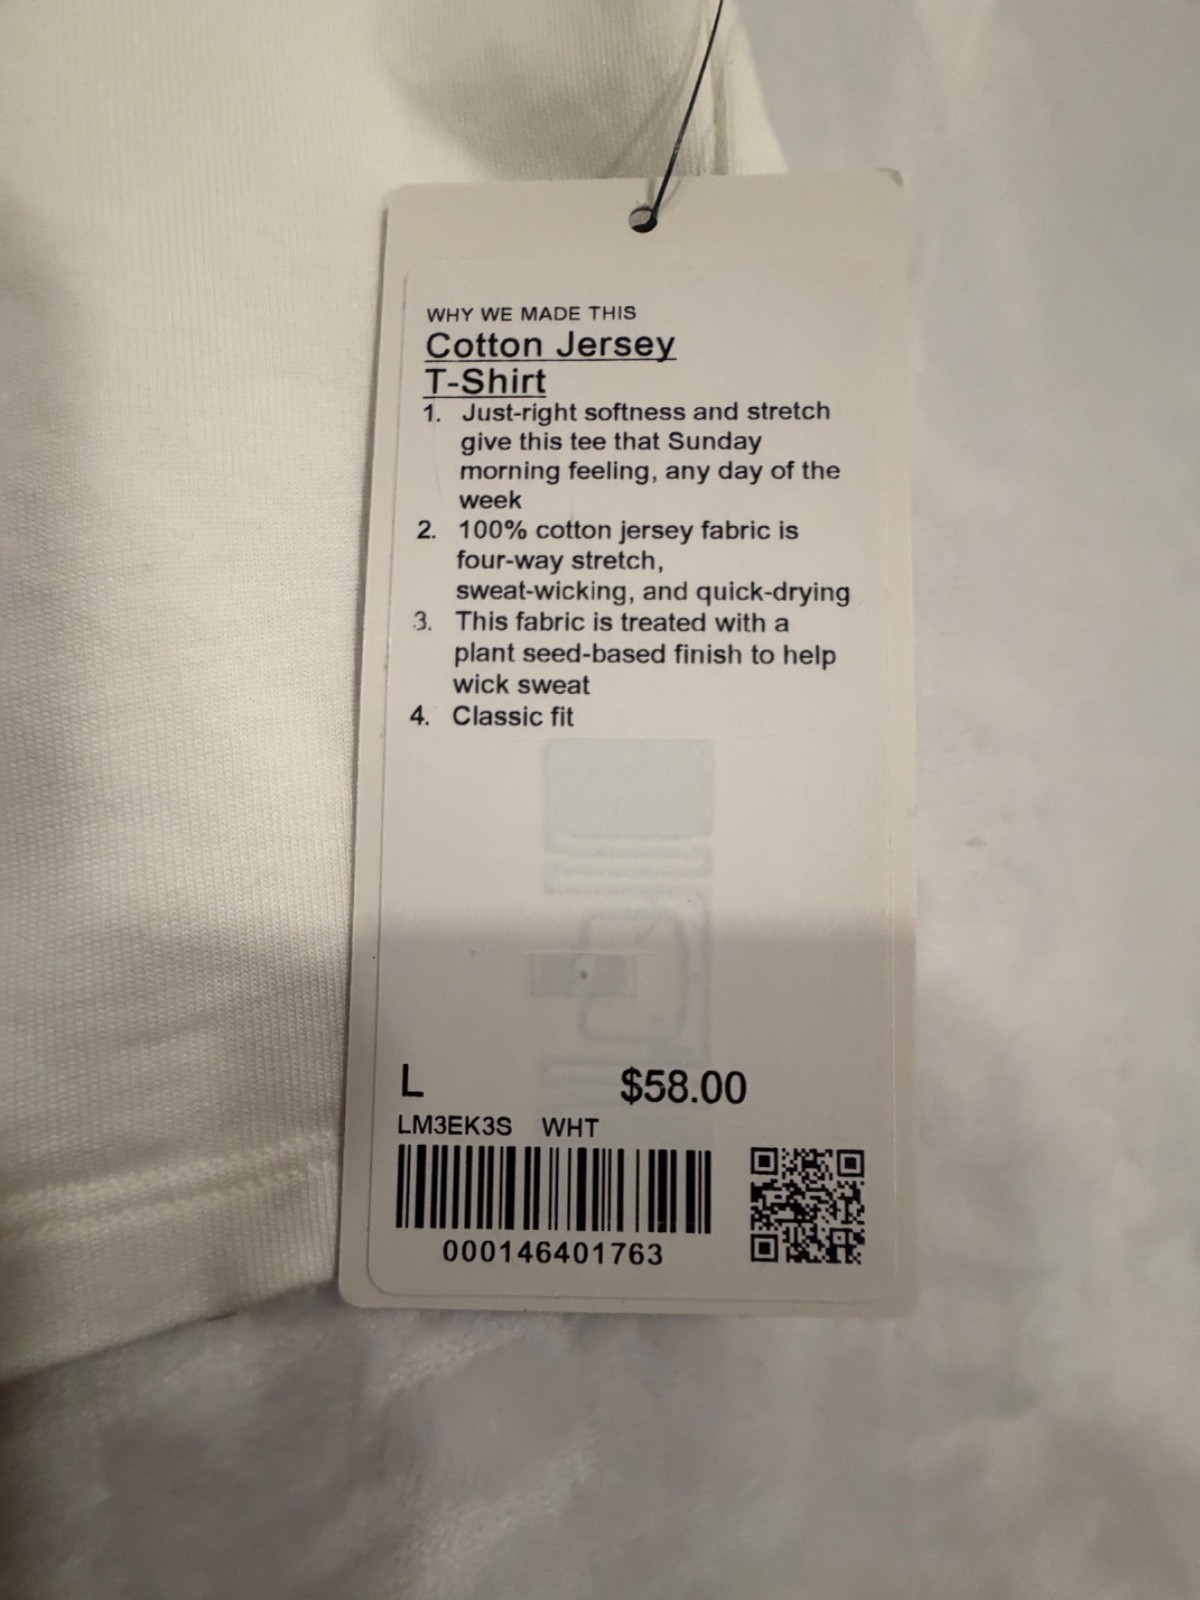 WHY WE MADE THIS
Cotton Jersey
T-Shirt
1. Just-right softness and stretch
give this tee that Sunday
morning feeling, any day of the
week
2. 100% cotton jersey fabric is
four-way stretch,
sweat-wicking, and quick-drying
3. This fabric is treated with a
plant seed-based finish to help
wick sweat
4. Classic fit
L $58.00
LM3EK3S WHT
000146401763